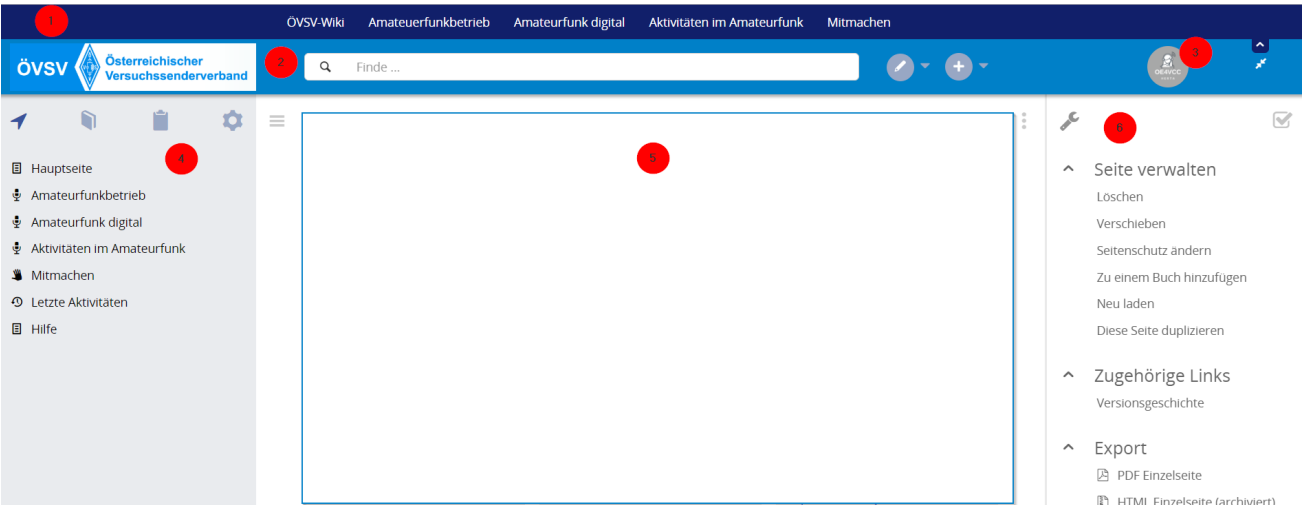 1
ÖVSV-Wiki Amateuerfunkbetrieb Amateurfunk digital Aktivitäten im Amateurfunk Mitmachen
ÖVSV Österreichischer
Versuchssenderverband
2
Finde ...
OE4VCC
3
4
5
6
Hauptseite
Amateurfunkbetrieb
Amateurfunk digital
Aktivitäten im Amateurfunk
Mitmachen
Letzte Aktivitäten
Hilfe
Seite verwalten
Löschen
Verschieben
Seitenschutz ändern
Zu einem Buch hinzufügen
Neu laden
Diese Seite duplizieren
Zugehörige Links
Versionsgeschichte
Export
PDF Einzelseite
HTML Einzelseite (archiviert)